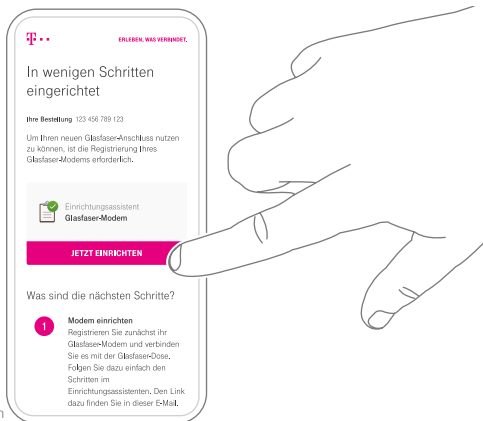 T
ERLEBEN, WAS VERBINDET.
In wenigen Schritten
eingerichtet
Ihre Bestellung 123 456 789 123
Um Ihren neuen Glasfaser-Anschluss nutzen
zu können, ist die Registrierung Ihres
Glasfaser-Modems erforderlich.
Einrichtungsassistent
Glasfaser-Modem
JETZT EINRICHTEN
Was sind die nächsten Schritte?
1
Modem einrichten
Registrieren Sie zunächst ihr
Glasfaser-Modem und verbinden
Sie es mit der Glasfaser-Dose.
Folgen Sie dazu einfach den
Schritten im
Einrichtungsassistenten. Den Link
dazu finden Sie in dieser E-Mail.